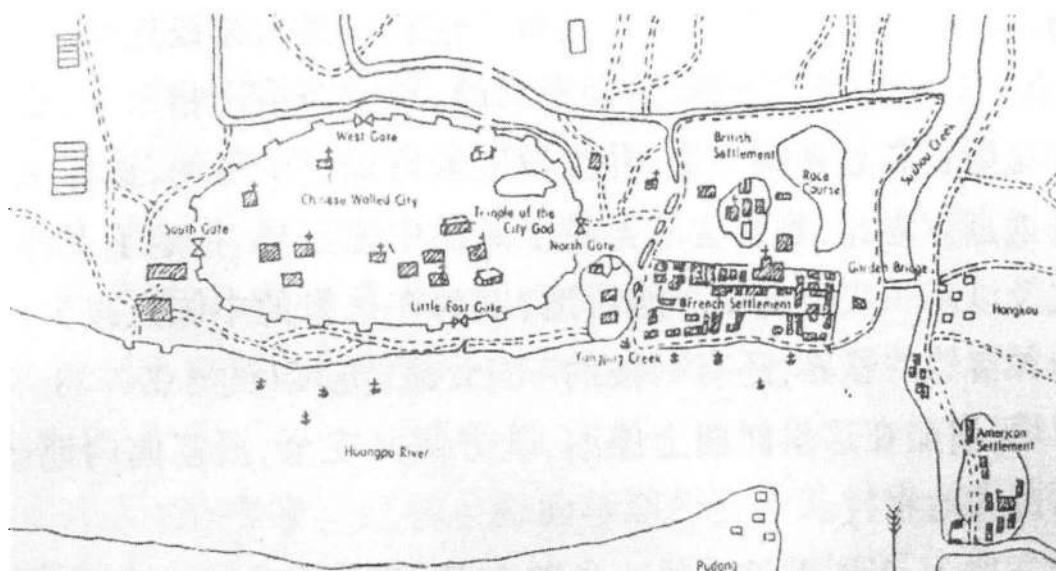 West Gate
British
Settlement
Race
Course
Suzhou Creek
Chinese Walled City
Temple of the
City God
South Gate
North Gate
Garden Bridge
BFrench Settlement
Hongkou
Little East Gate
Yangjing Creek
American
Settlement
Huangpu River
Pudong